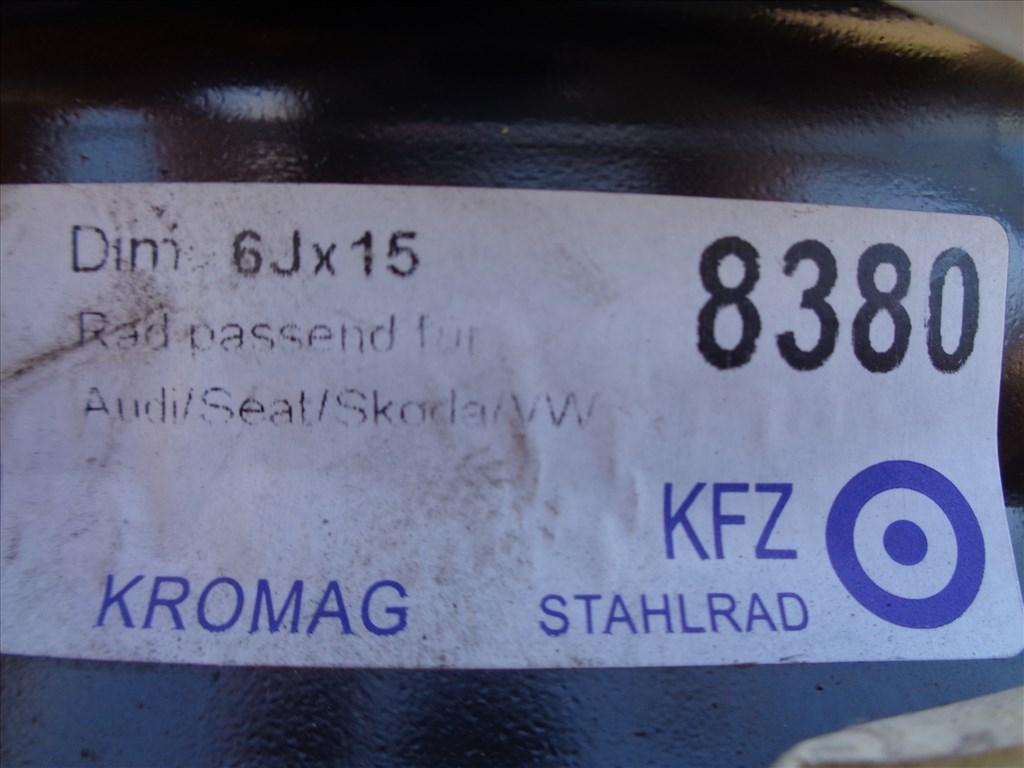 Dim. 6Jx15
8380
Rad passend für
Audi/Seat/Skoda/VW
KFZ
KROMAG
STAHLRAD